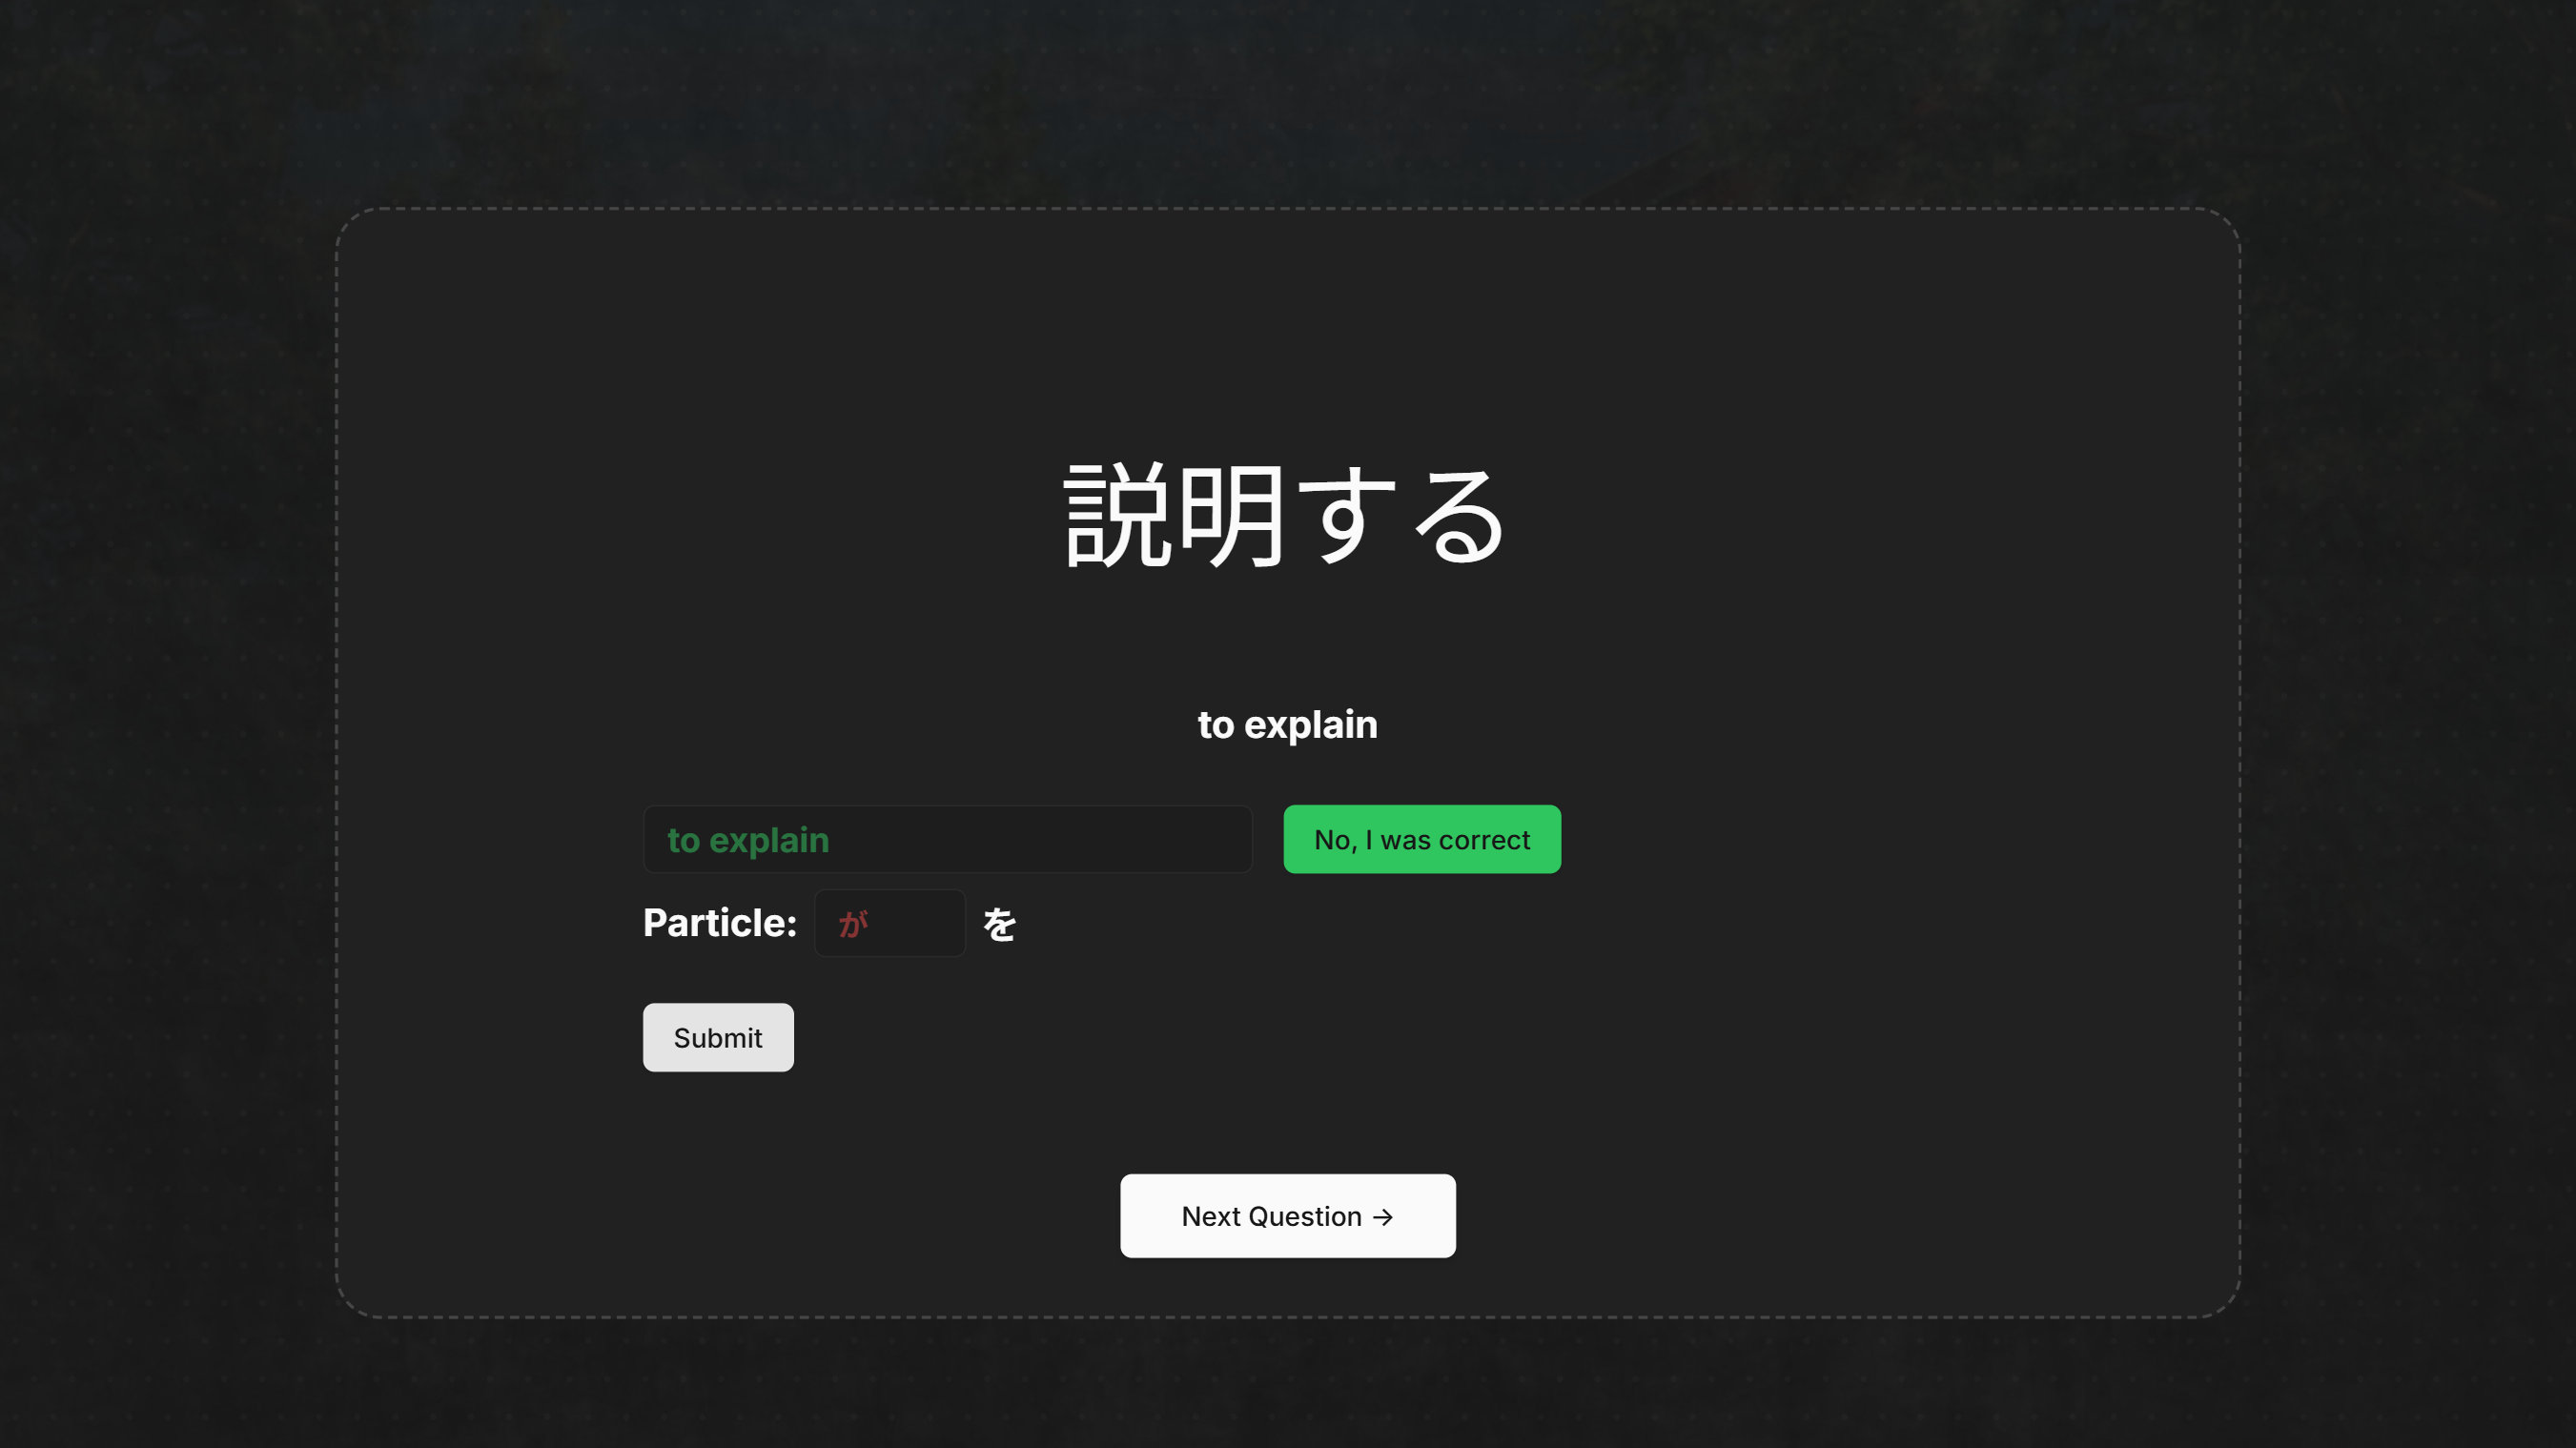 説明する
to explain
to explain No, I was correct
Particle: が を
Submit
Next Question →